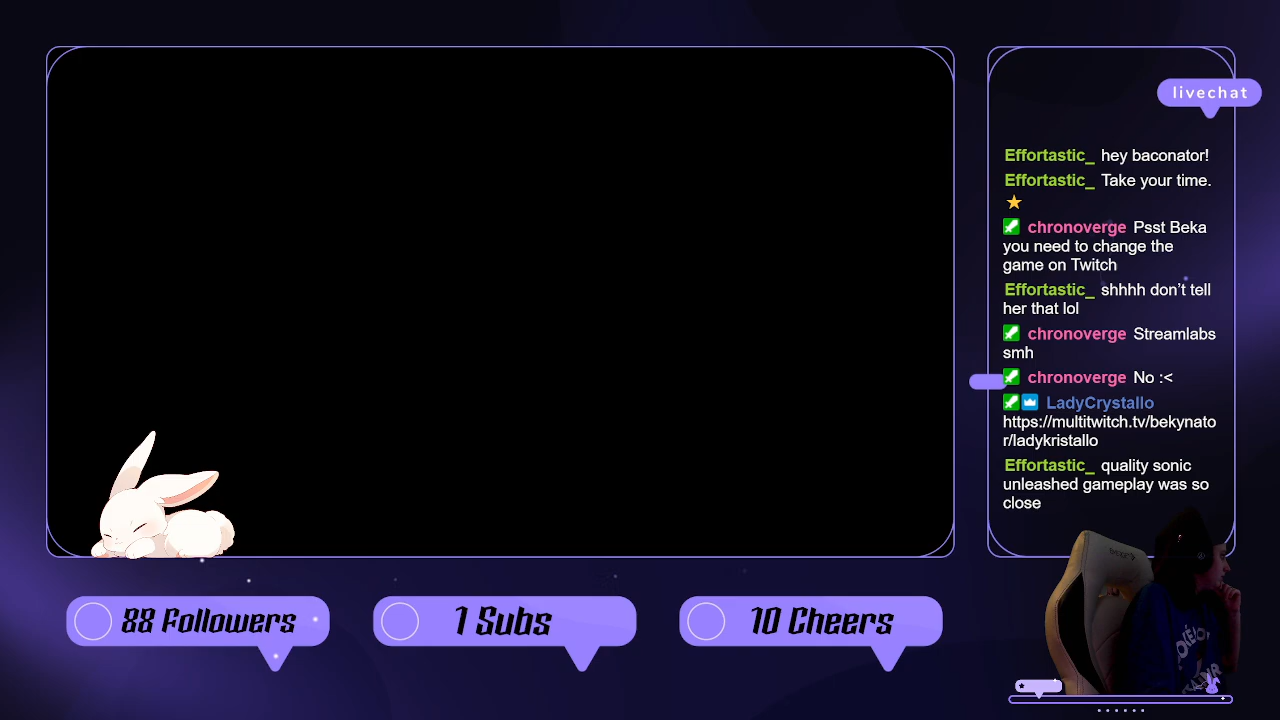 livechat
Effortastic_ hey baconator!
Effortastic_ Take your time.
chronoverge Psst Beka
you need to change the
game on Twitch
Effortastic_ shhhh don't tell
her that lol
chronoverge Streamlabs
smh
chronoverge No :<
LadyCrystallo
https://multitwitch.tv/bekynato
r/ladykristallo
Effortastic_ quality sonic
unleashed gameplay was so
close
88 Followers
1 Subs
10 Cheers